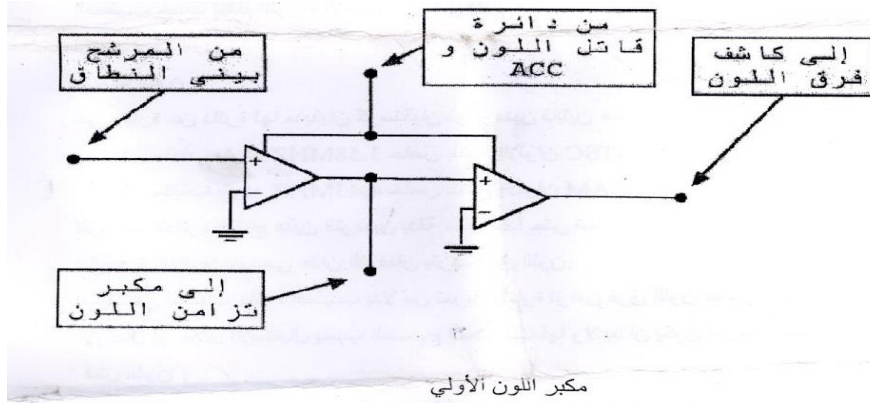 من دائرة
قاتل اللون و
ACC
إلى كاشف
فرق اللون
من المرشح
بيني النطاق
+
−
+
−
إلى مكبر
تزامن اللون
مكبر اللون الأولي